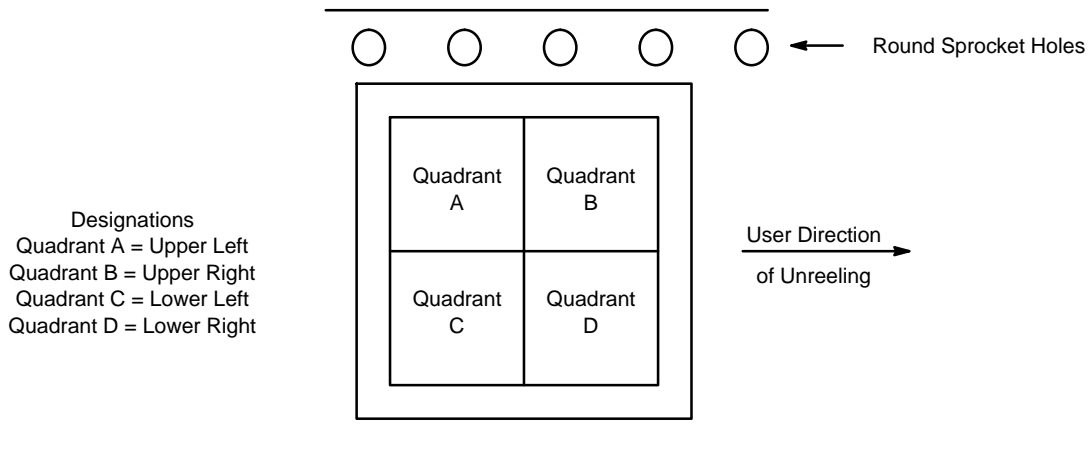 Round Sprocket Holes
Quadrant
A
Quadrant
B
Designations
Quadrant A = Upper Left
Quadrant B = Upper Right
Quadrant C = Lower Left
Quadrant D = Lower Right
Quadrant
C
Quadrant
D
User Direction
of Unreeling